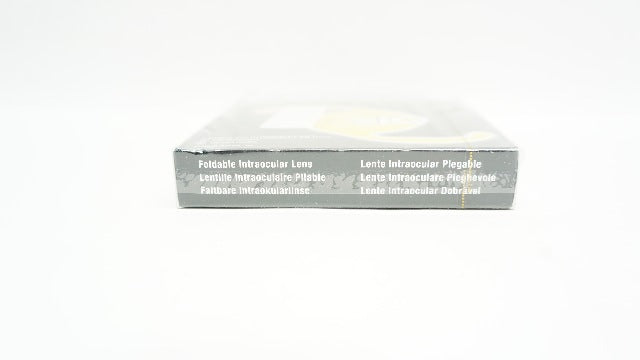 Foldable Intraocular Lens
Lentille Intraoculaire Pliable
Faltbare Intraokularlinse
Lente Intraocular Plegable
Lente Intraoculare Pieghevole
Lente Intraocular Dobrável